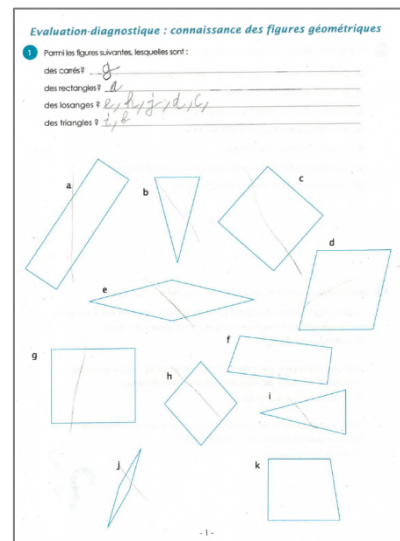 Evaluation-diagnostique : connaissance des figures géométriques
1 Parmi les figures suivantes, lesquelles sont :
des carrés ? g
des rectangles ? a
des losanges ? e, h, j, d, c,
des triangles ? i, b
a
b
c
d
e
f
g
h
i
j
k
- 1 -